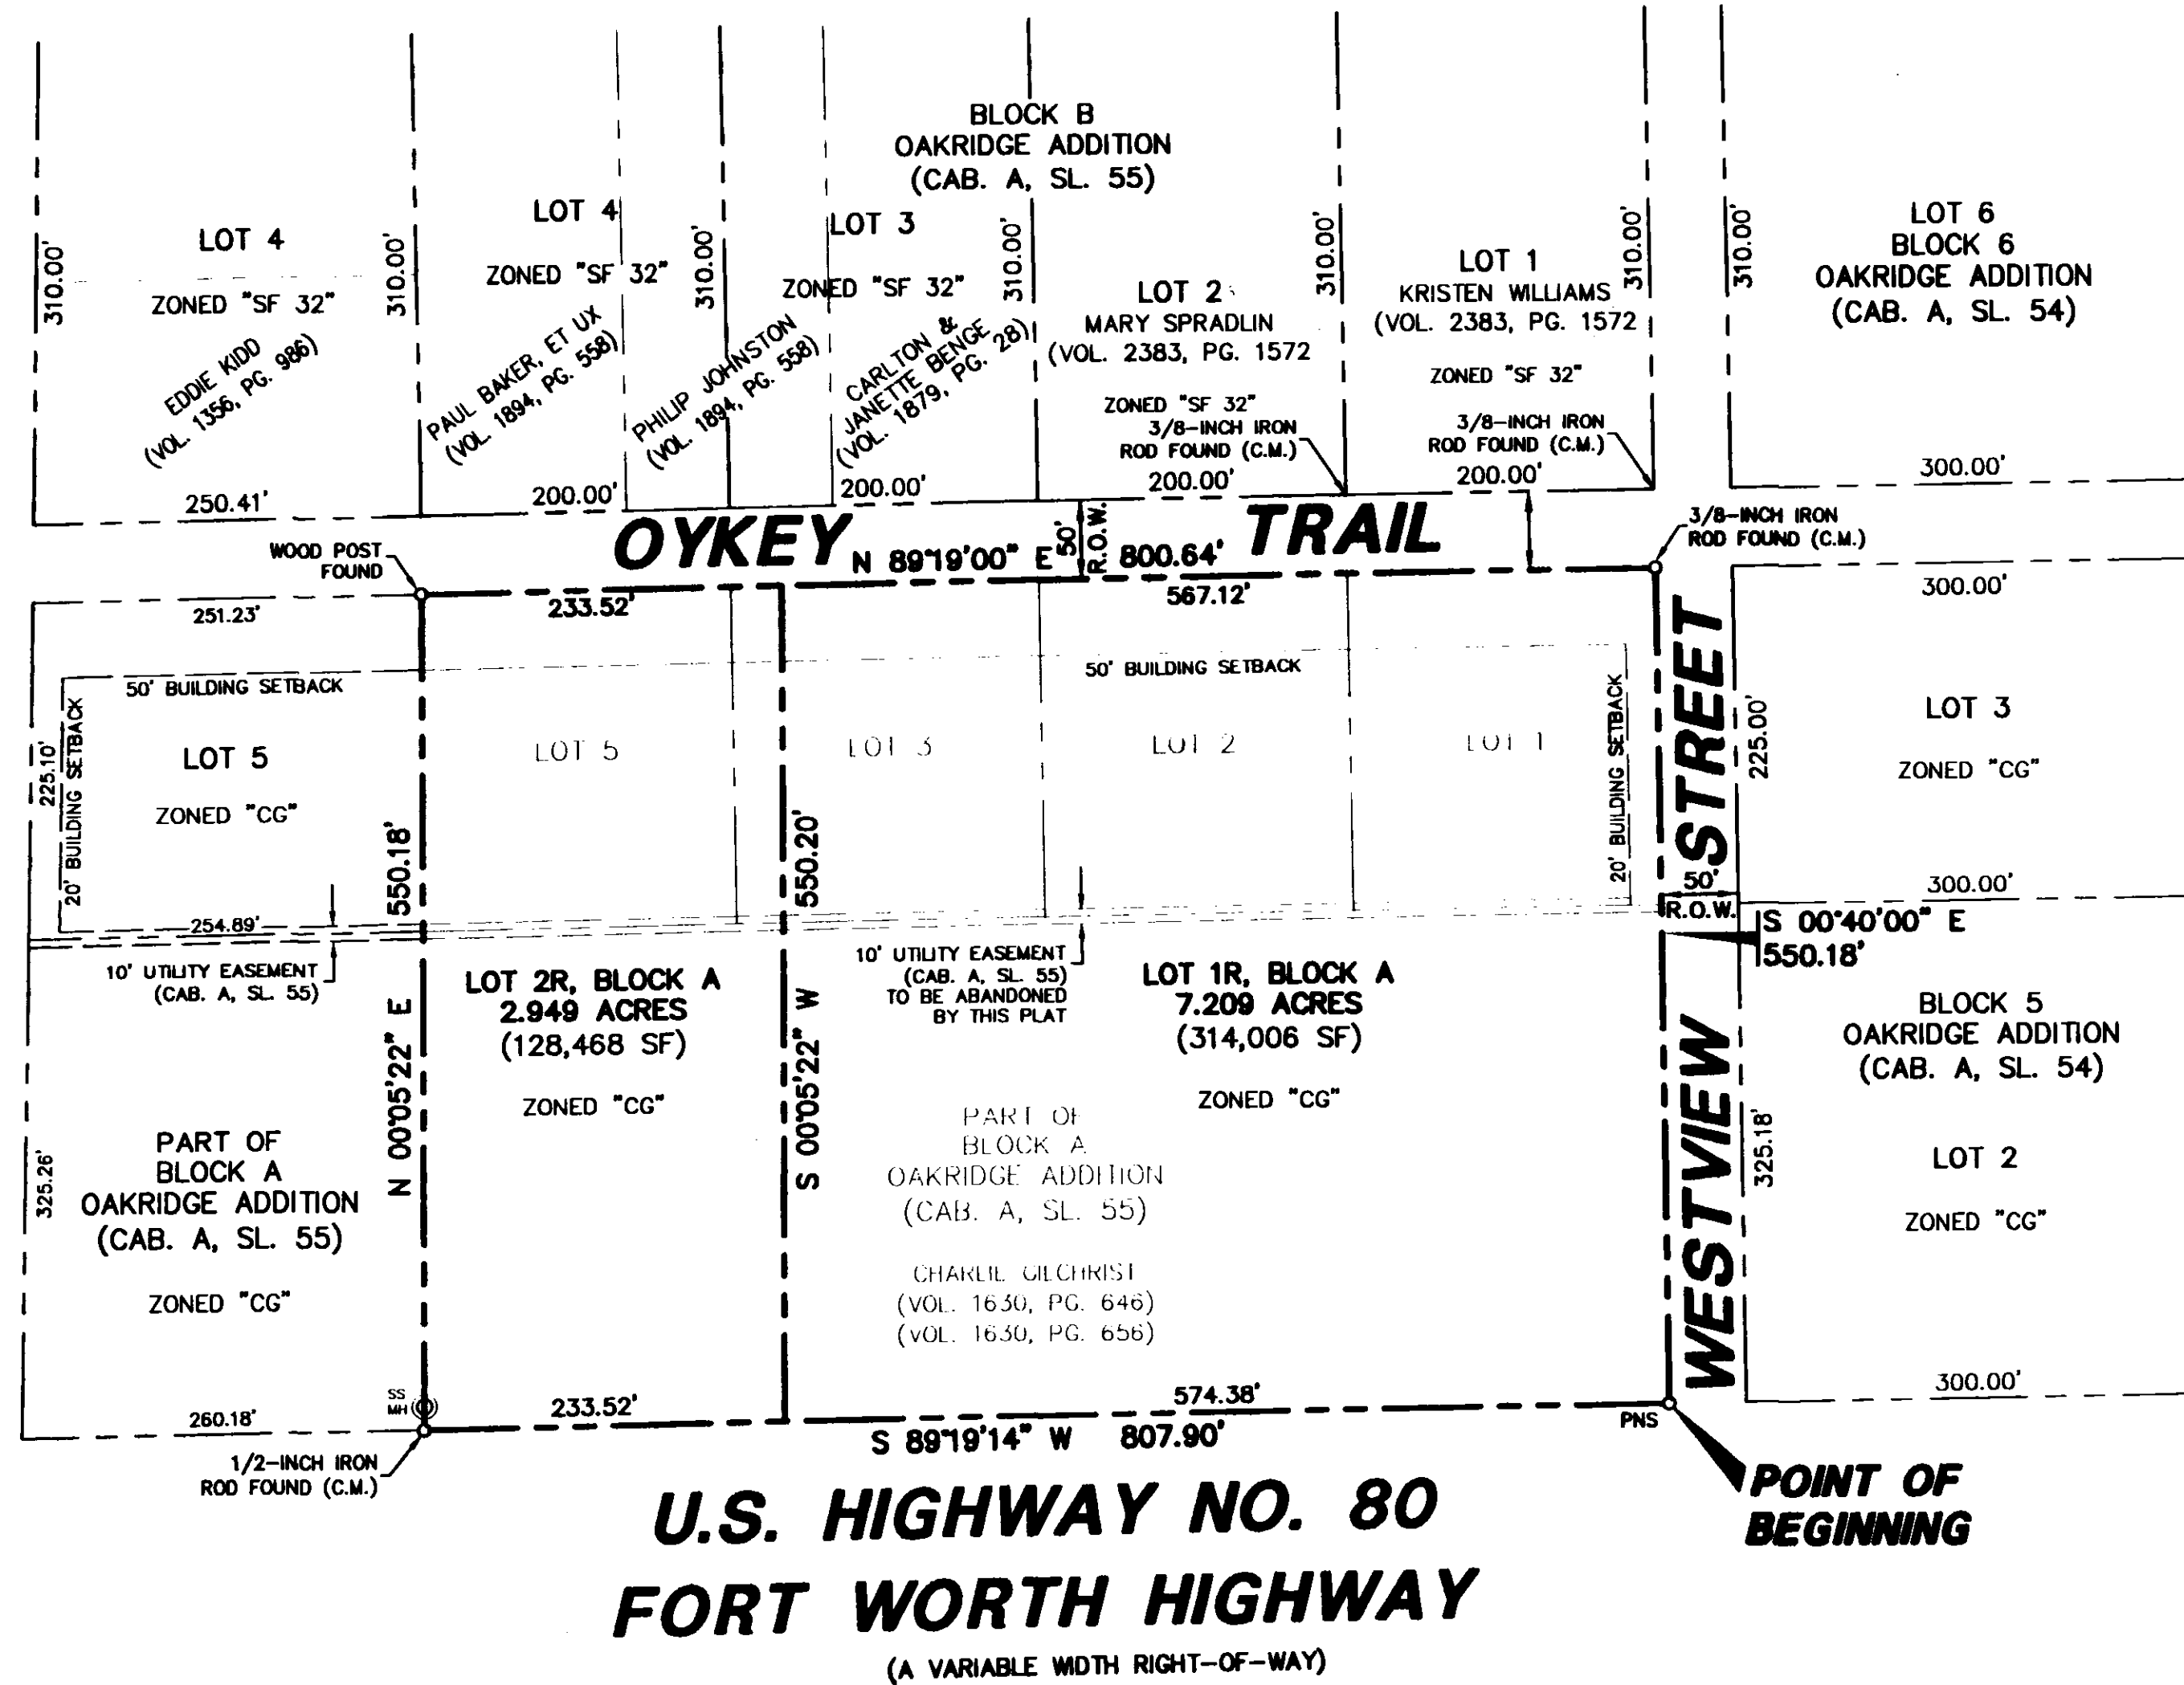 BLOCK B
OAKRIDGE ADDITION
(CAB. A, SL. 55)
310.00'
LOT 4
ZONED "SF 32"
EDDIE KIDD
(VOL. 1356, PG. 986)
250.41'
310.00'
LOT 4
ZONED "SF 32"
PAUL BAKER, ET UX
(VOL. 1894, PG. 558)
200.00'
310.00'
PHILIP JOHNSTON
(VOL. 1894, PG. 558)
LOT 3
ZONED "SF 32"
CARLTON &
JANETTE BENGE
(VOL. 1879, PG. 28)
200.00'
310.00'
LOT 2
MARY SPRADLIN
(VOL. 2383, PG. 1572
ZONED "SF 32"
3/8-INCH IRON
ROD FOUND (C.M.)
200.00'
310.00'
LOT 1
KRISTEN WILLIAMS
(VOL. 2383, PG. 1572
ZONED "SF 32"
3/8-INCH IRON
ROD FOUND (C.M.)
200.00'
310.00'
310.00'
LOT 6
BLOCK 6
OAKRIDGE ADDITION
(CAB. A, SL. 54)
300.00'
OYKEY TRAIL
N 89°19'00" E 800.64'
50'
R.O.W.
3/8-INCH IRON
ROD FOUND (C.M.)
WOOD POST
FOUND
251.23'
233.52'
567.12'
300.00'
50' BUILDING SETBACK
50' BUILDING SETBACK
20' BUILDING SETBACK
225.10'
LOT 5
ZONED "CG"
LOT 5
LOT 3
LOT 2
LOT 1
20' BUILDING SETBACK
WESTVIEW STREET
225.00'
LOT 3
ZONED "CG"
300.00'
50'
R.O.W.
S 00°40'00" E
550.18'
254.89'
10' UTILITY EASEMENT
(CAB. A, SL. 55)
N 00°05'22" E 550.18'
LOT 2R, BLOCK A
2.949 ACRES
(128,468 SF)
ZONED "CG"
S 00°05'22" W 550.20'
10' UTILITY EASEMENT
(CAB. A, SL. 55)
TO BE ABANDONED
BY THIS PLAT
LOT 1R, BLOCK A
7.209 ACRES
(314,006 SF)
ZONED "CG"
PART OF
BLOCK A
OAKRIDGE ADDITION
(CAB. A, SL. 55)
CHARLIE GILCHRIST
(VOL. 1630, PG. 646)
(VOL. 1630, PG. 656)
BLOCK 5
OAKRIDGE ADDITION
(CAB. A, SL. 54)
325.18'
LOT 2
ZONED "CG"
300.00'
325.26'
PART OF
BLOCK A
OAKRIDGE ADDITION
(CAB. A, SL. 55)
ZONED "CG"
SS
MH
260.18'
1/2-INCH IRON
ROD FOUND (C.M.)
233.52'
574.38'
S 89°19'14" W 807.90'
PNS
POINT OF
BEGINNING
U.S. HIGHWAY NO. 80
FORT WORTH HIGHWAY
(A VARIABLE WIDTH RIGHT-OF-WAY)